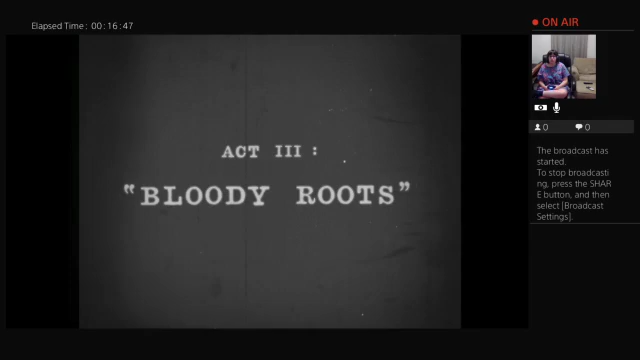 Elapsed Time : 00:16:47
ON AIR
ACT III :
"BLOODY ROOTS"
0
0
The broadcast has
started.
To stop broadcasti
ng, press the SHAR
E button, and then
select [Broadcast
Settings].